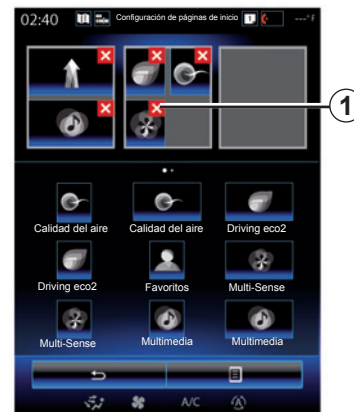 02:40 Configuración de páginas de inicio 1 ---°F
1
Calidad del aire Calidad del aire Driving eco2
Driving eco2 Favoritos Multi-Sense
Multi-Sense Multimedia Multimedia
A/C